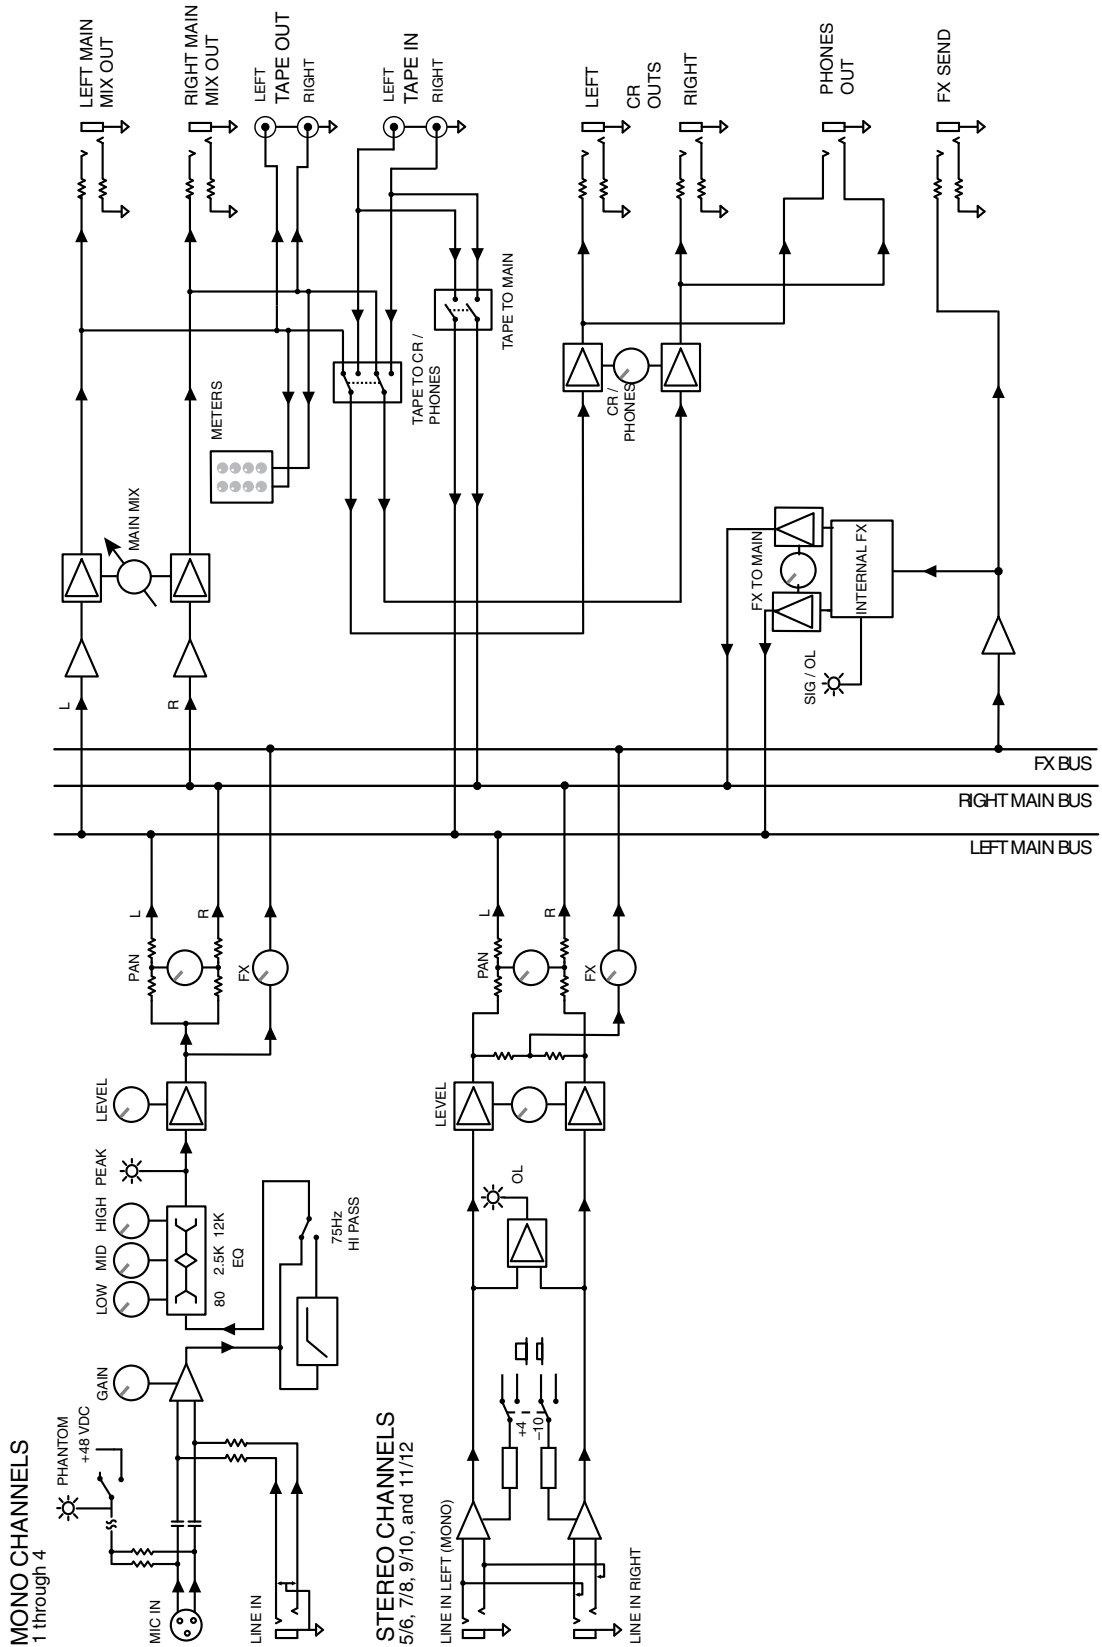 MONO CHANNELS
1 through 4
MIC IN
LINE IN
PHANTOM
+48 VDC
GAIN
LOW
MID
HIGH
80
2.5K
12K
EQ
PEAK
75Hz
HI PASS
LEVEL
PAN
L
R
FX
STEREO CHANNELS
5/6, 7/8, 9/10, and 11/12
LINE IN LEFT (MONO)
LINE IN RIGHT
+4
–10
OL
LEVEL
PAN
L
R
FX
LEFT MAIN BUS
RIGHT MAIN BUS
FX BUS
L
R
MAIN MIX
METERS
TAPE TO CR /
PHONES
TAPE TO MAIN
CR /
PHONES
SIG / OL
FX TO MAIN
INTERNAL FX
LEFT MAIN
MIX OUT
RIGHT MAIN
MIX OUT
LEFT
TAPE OUT
RIGHT
LEFT
TAPE IN
RIGHT
LEFT
CR
OUTS
RIGHT
PHONES
OUT
FX SEND